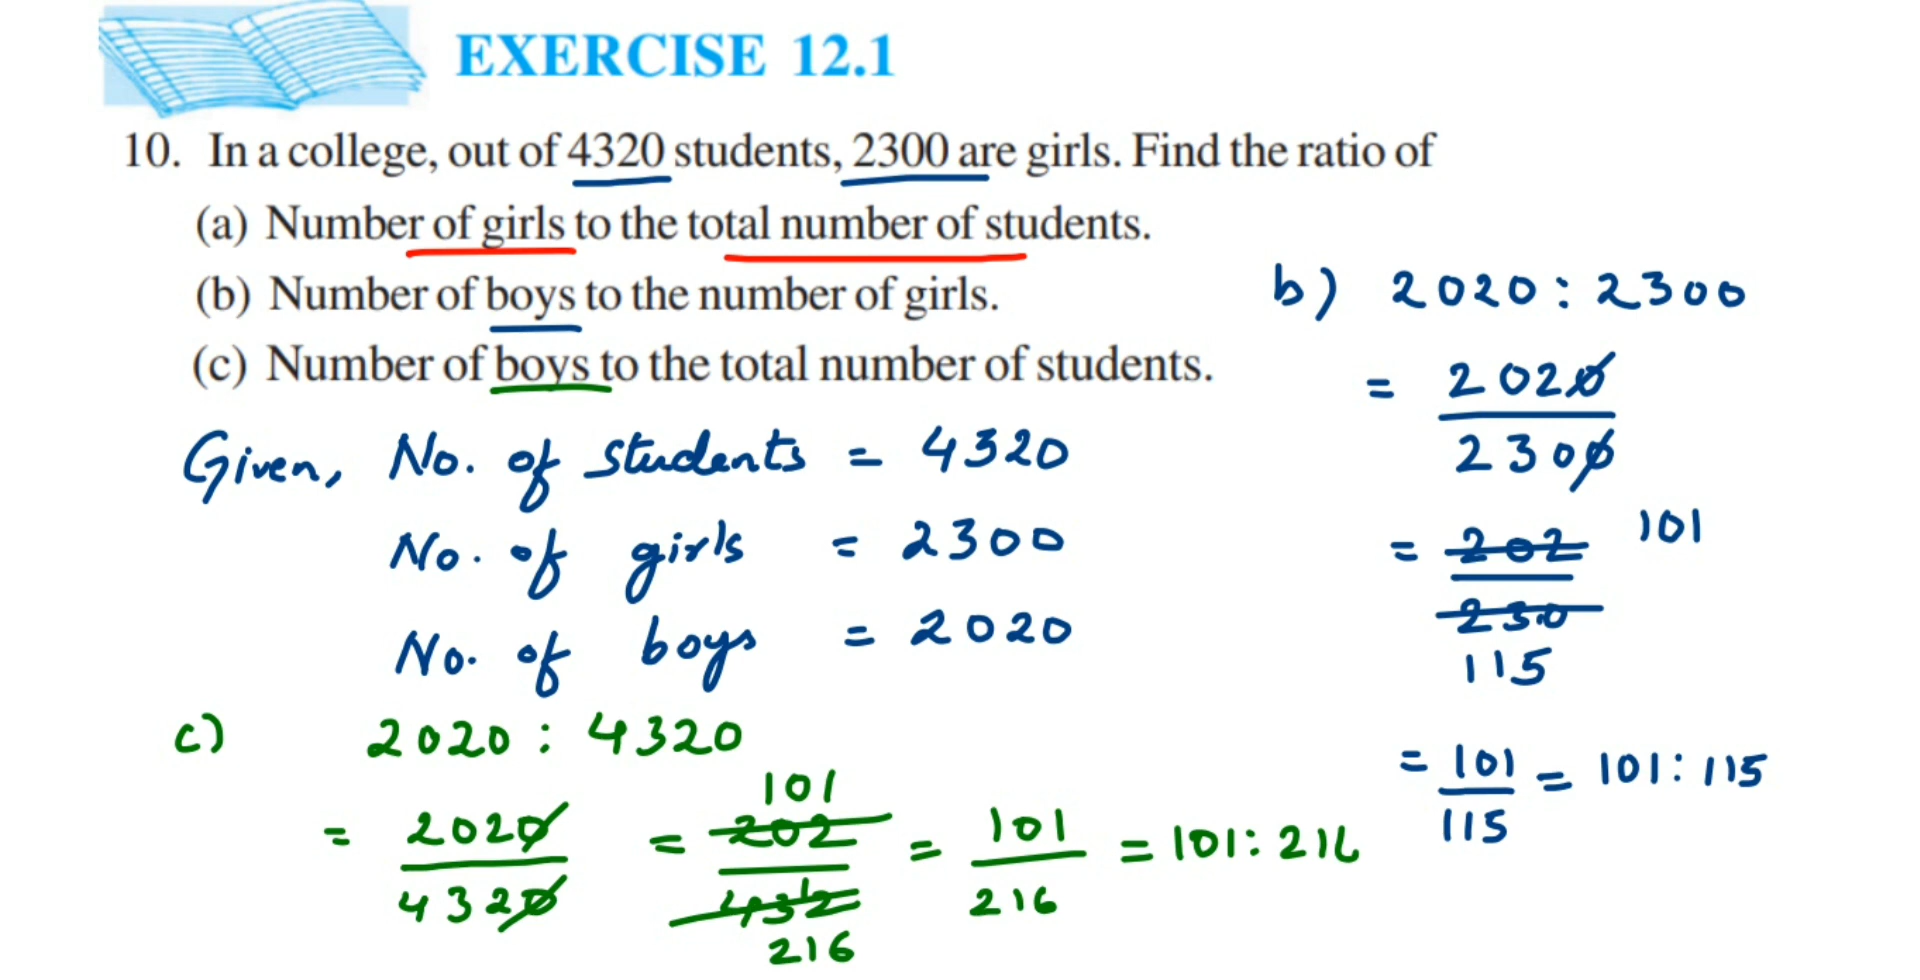 EXERCISE 12.1
10. In a college, out of 4320 students, 2300 are girls. Find the ratio of
(a) Number of girls to the total number of students.
(b) Number of boys to the number of girls.
(c) Number of boys to the total number of students.
Given, No. of students = 4320
No. of girls = 2300
No. of boys = 2020
b) 2020 : 2300
= 2020
2300
= 202 101
230
115
= 101 = 101 : 115
115
c) 2020 : 4320
101
= 2020 = 202 = 101 = 101 : 216
4320 432 216
216